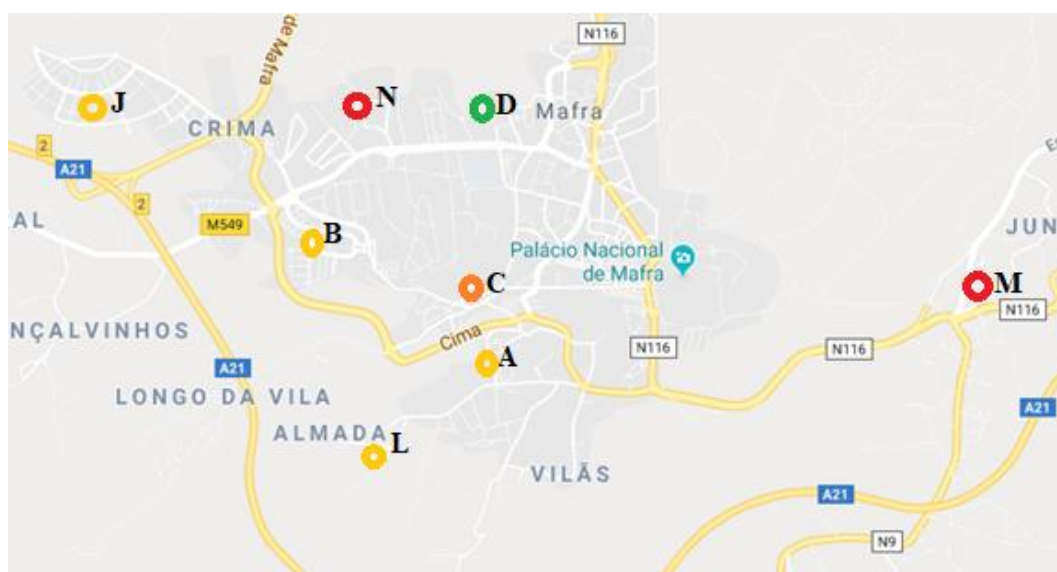 N116
de Mafra
J
N
D
Mafra
CRIMA
2
A21
2
AL
M549
B
Palácio Nacional
de Mafra
JUN
C
M
N116
NÇALVINHOS
Cima
A
N116
N116
A21
LONGO DA VILA
A21
ALMADA
L
VILÃS
A21
N9